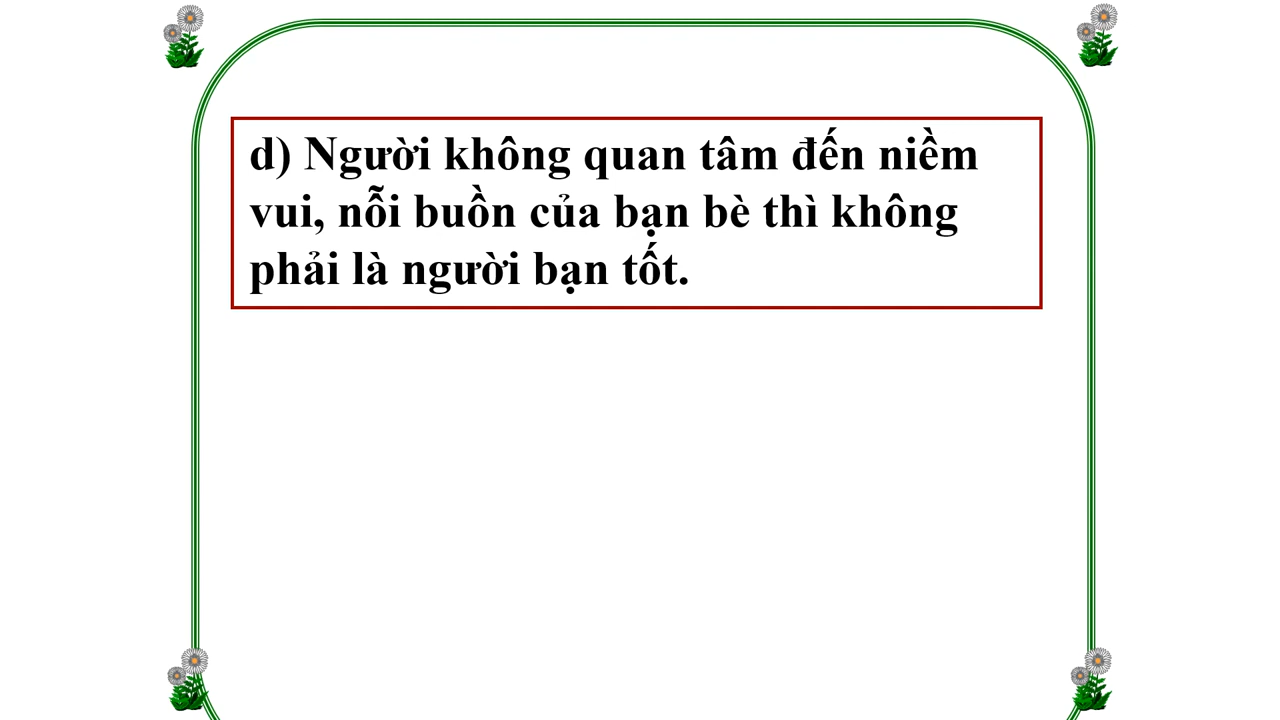 d) Người không quan tâm đến niềm
vui, nỗi buồn của bạn bè thì không
phải là người bạn tốt.